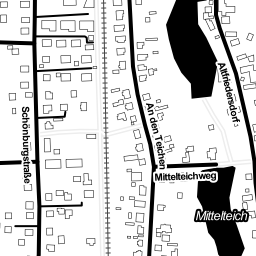 Altfriedersdorf
An den Teichen
Schönburgstraße
Mittelteichweg
Mittelteich